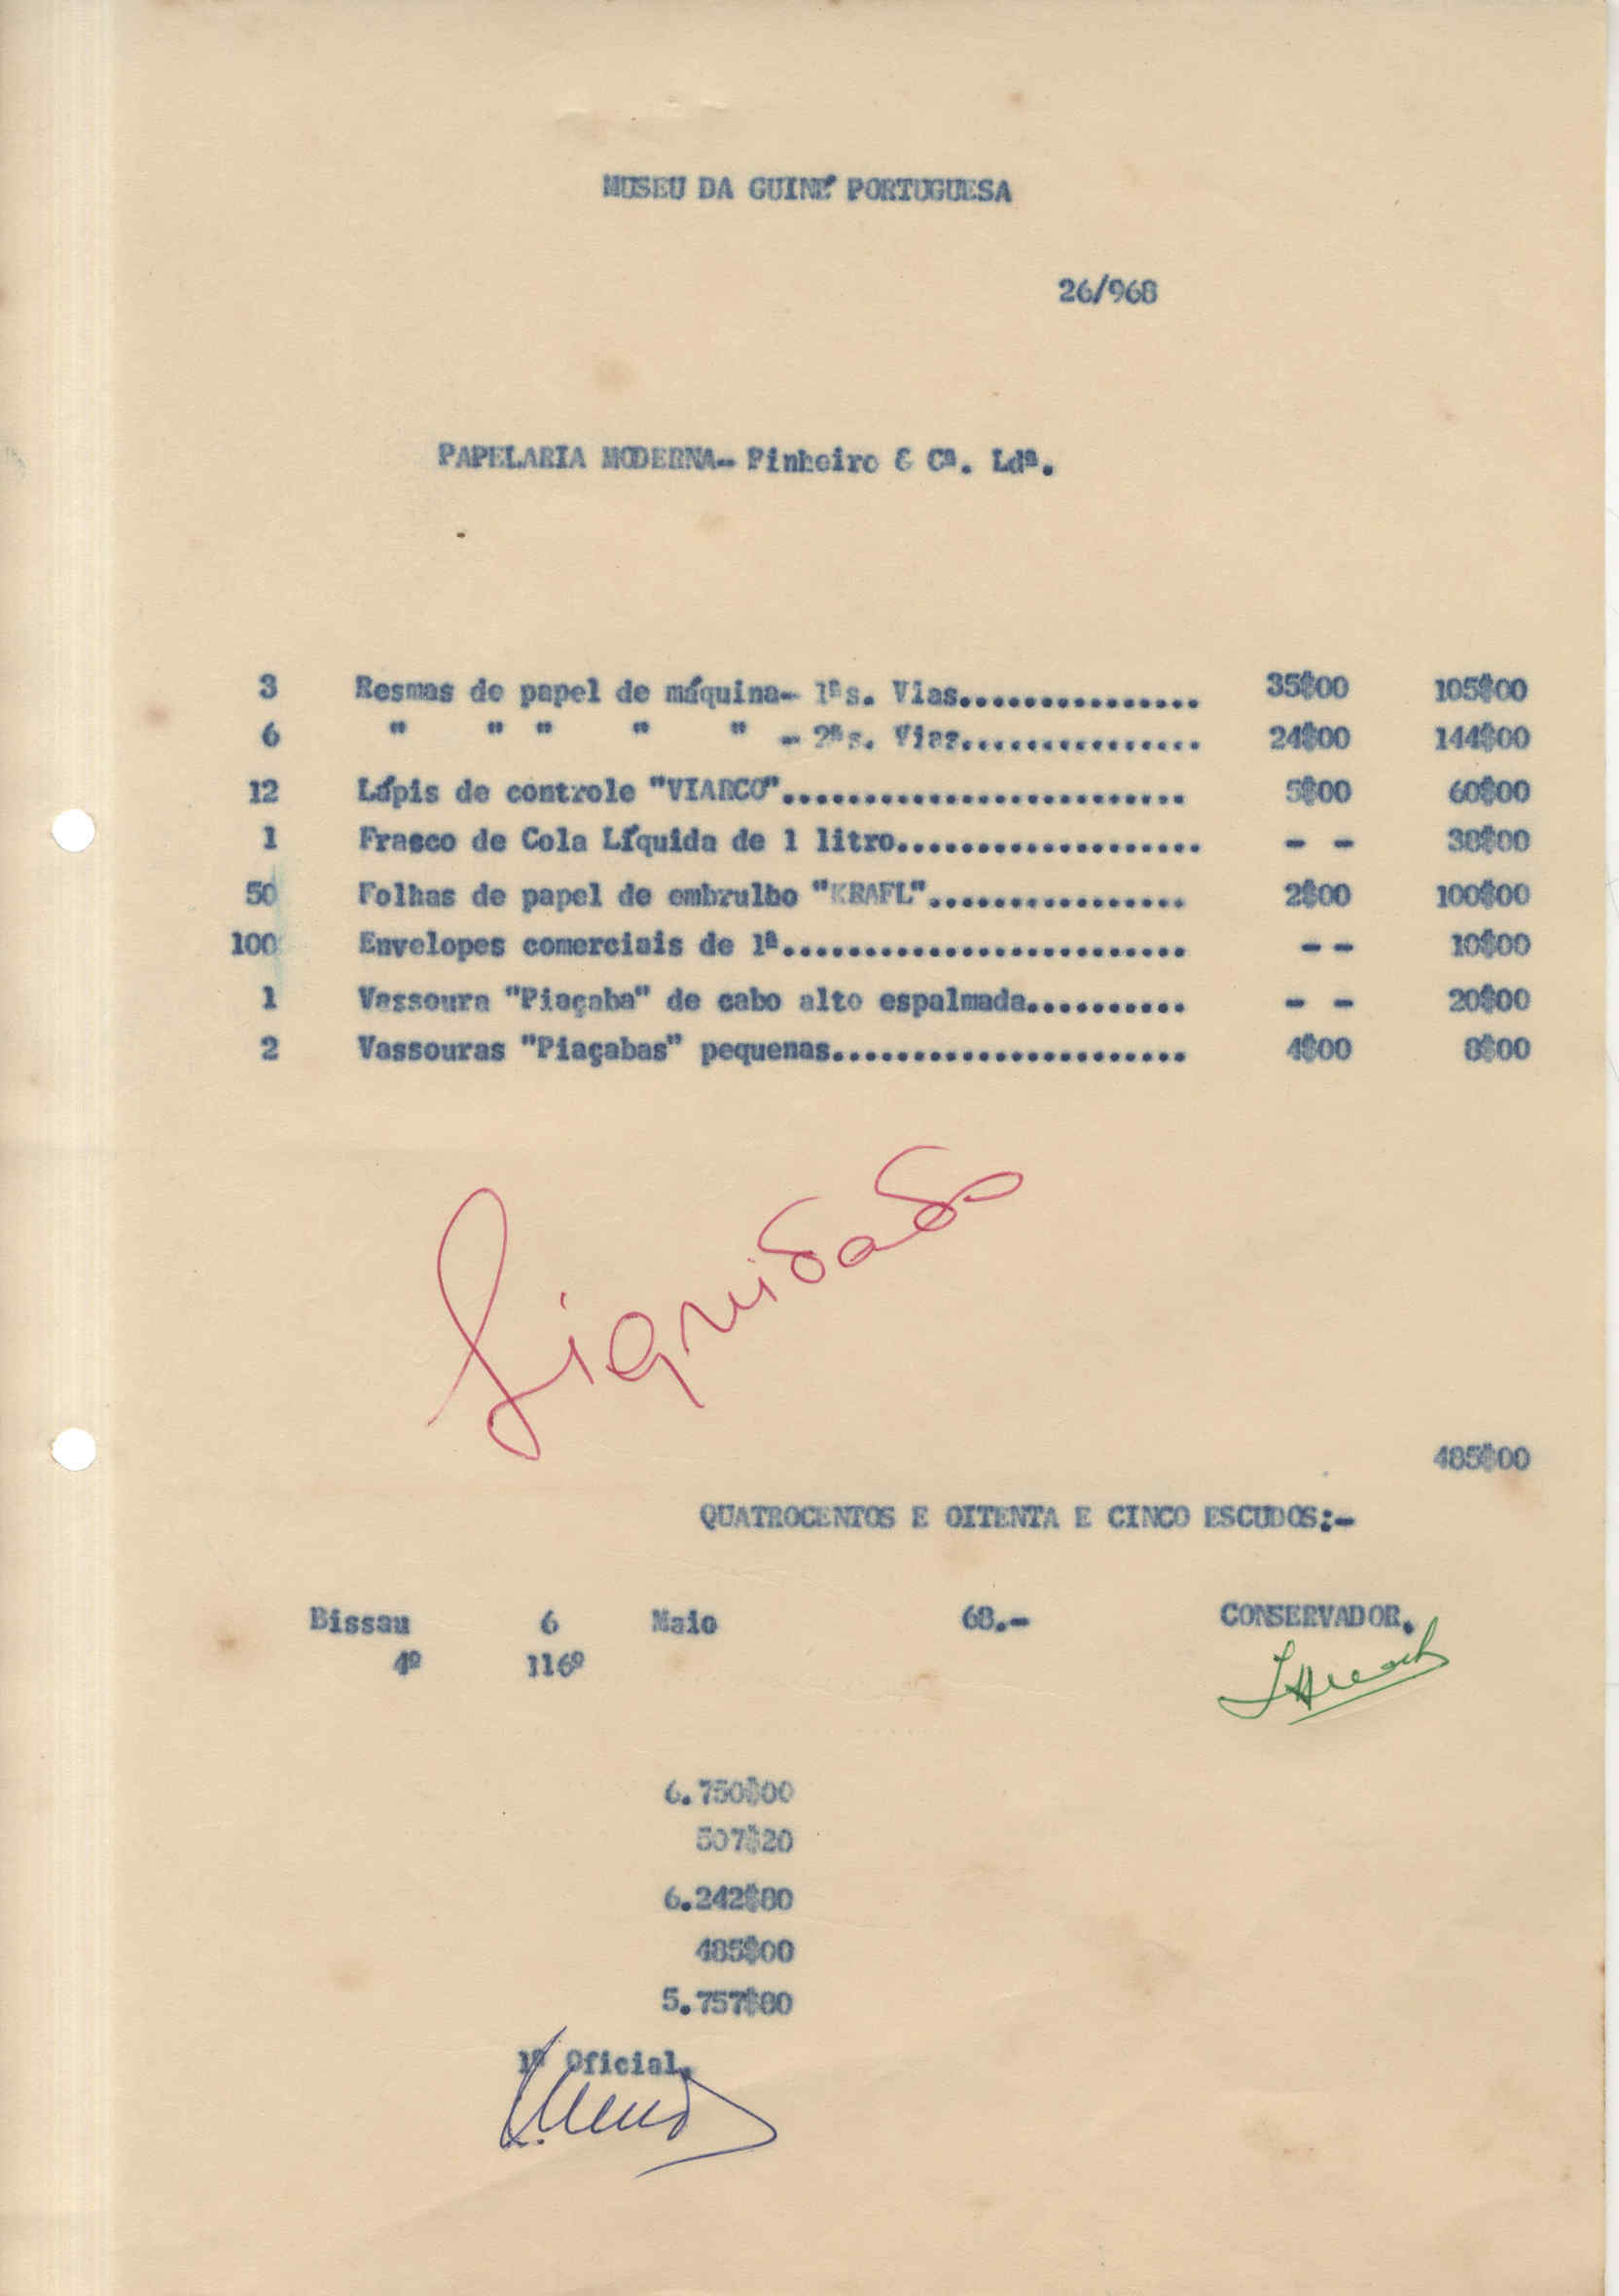 MUSEU DA GUINÉ PORTUGUESA
26/968
PAPELARIA MODERNA- Pinheiro & Cª. Ldª.
3 Resmas de papel de máquina- 1ªs. Vias............... 35$00 105$00
6 " " " " " - 2ªs. Vias............... 24$00 144$00
12 Lápis de controle "VIARCO"......................... 5$00 60$00
1 Frasco de Cola Líquida de 1 litro................... - - 38$00
50 Folhas de papel de embrulho "KRAFL"................ 2$00 100$00
100 Envelopes comerciais de 1ª......................... -- 10$00
1 Vassoura "Piaçaba" de cabo alto espalmada.......... - - 20$00
2 Vassouras "Piaçabas" pequenas...................... 4$00 8$00
Liquidado
485$00
QUATROCENTOS E OITENTA E CINCO ESCUDOS:-
Bissau 6 Maio 68.- CONSERVADOR.
4º 116º
6.750$00
507$20
6.242$80
485$00
5.757$80
1º Oficial,